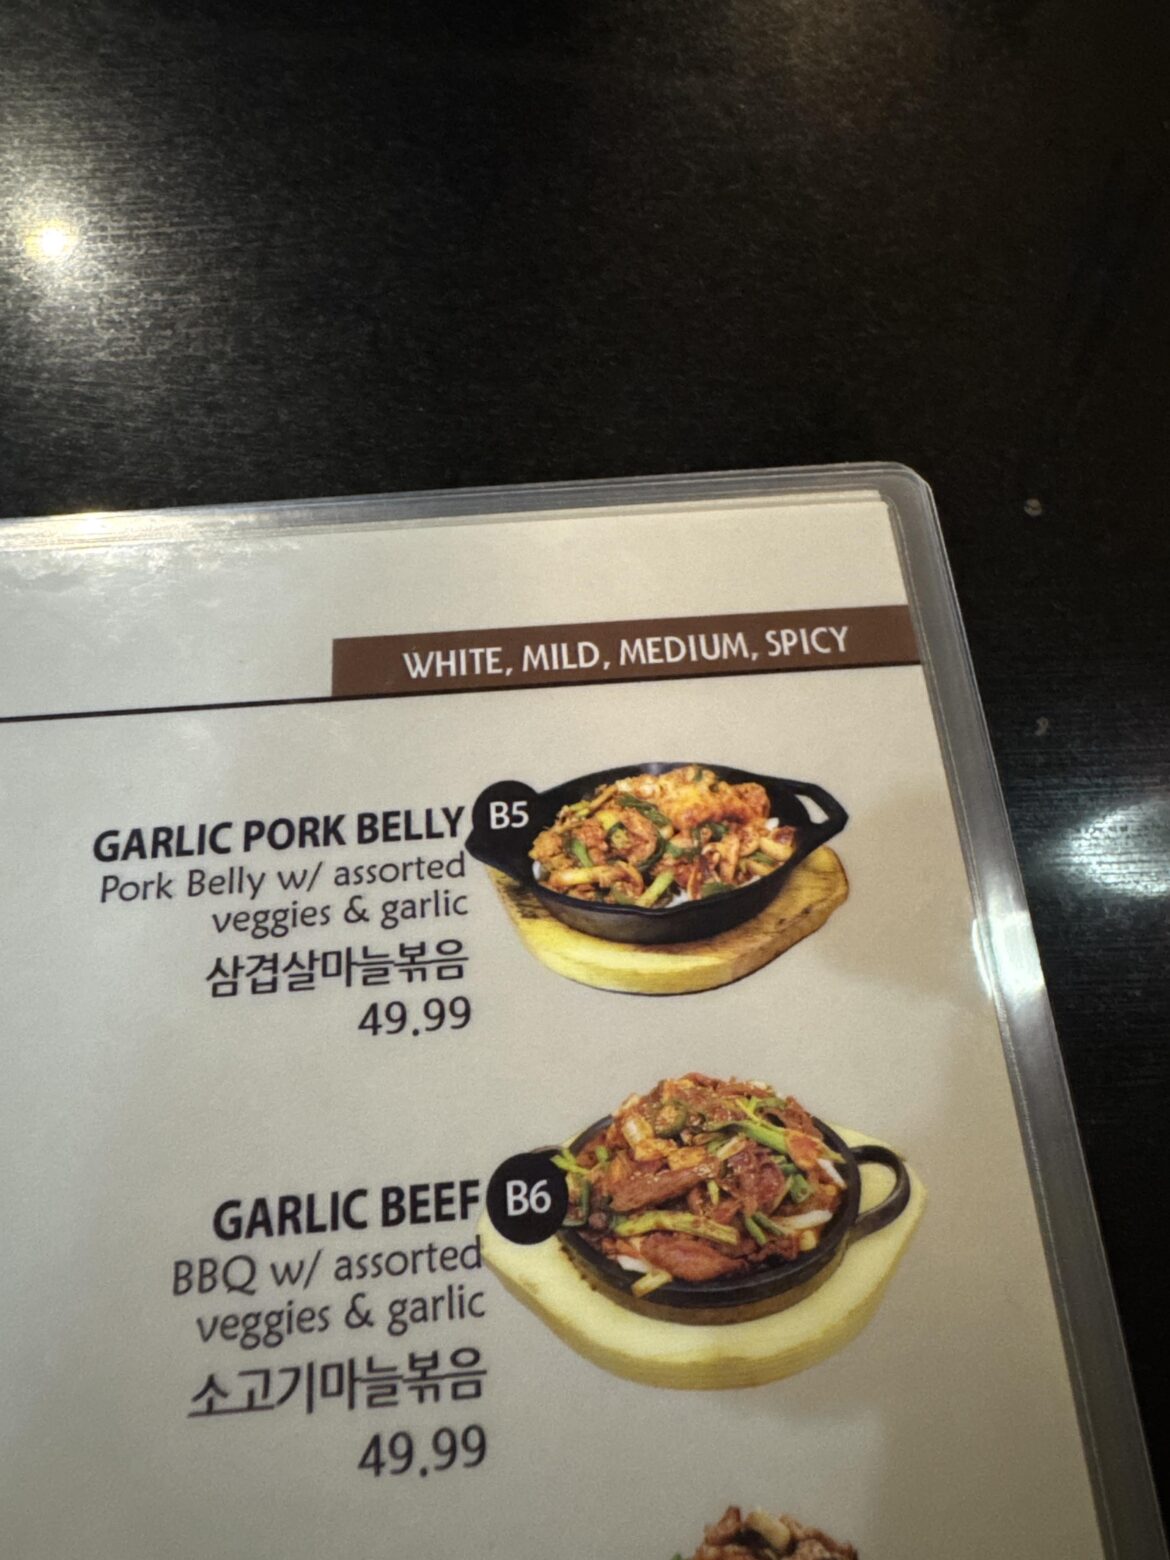 WHITE, MILD, MEDIUM, SPICY
GARLIC PORK BELLY
B5
Pork Belly w/ assorted
veggies & garlic
삼겹살마늘볶음
49.99
GARLIC BEEF
B6
BBQ w/ assorted
veggies & garlic
소고기마늘볶음
49.99